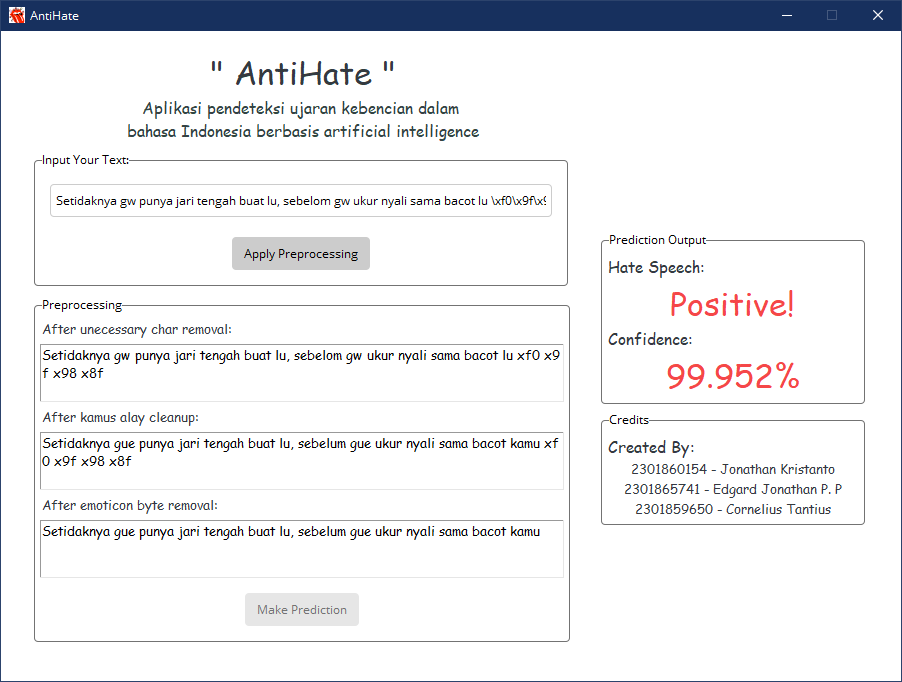 AntiHate
" AntiHate "
Aplikasi pendeteksi ujaran kebencian dalam
bahasa Indonesia berbasis artificial intelligence
Input Your Text:
Setidaknya gw punya jari tengah buat lu, sebelom gw ukur nyali sama bacot lu \xf0\x9f\x9
Apply Preprocessing
Preprocessing
After unecessary char removal:
Setidaknya gw punya jari tengah buat lu, sebelom gw ukur nyali sama bacot lu xf0 x9
f x98 x8f
After kamus alay cleanup:
Setidaknya gue punya jari tengah buat lu, sebelum gue ukur nyali sama bacot kamu xf
0 x9f x98 x8f
After emoticon byte removal:
Setidaknya gue punya jari tengah buat lu, sebelum gue ukur nyali sama bacot kamu
Make Prediction
Prediction Output
Hate Speech:
Positive!
Confidence:
99.952%
Credits
Created By:
2301860154 - Jonathan Kristanto
2301865741 - Edgard Jonathan P. P
2301859650 - Cornelius Tantius